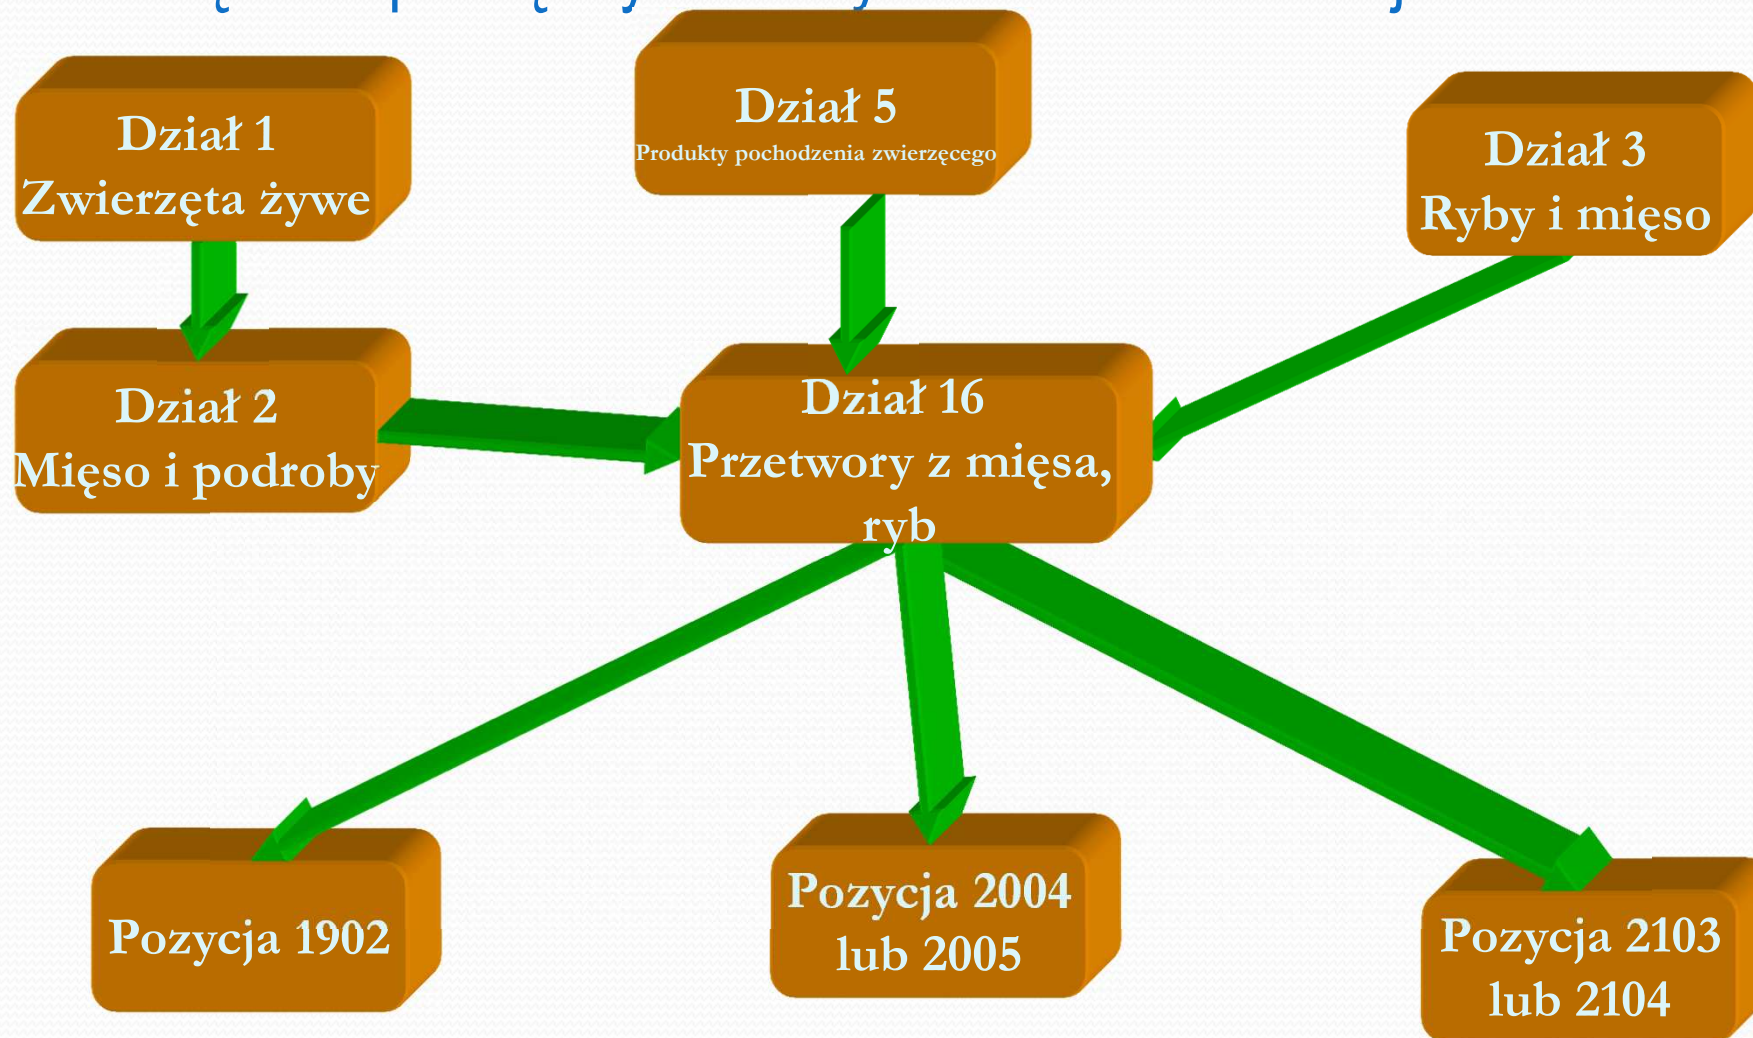 Dział 1
Zwierzęta żywe
Dział 5
Produkty pochodzenia zwierzęcego
Dział 3
Ryby i mięso
Dział 2
Mięso i podroby
Dział 16
Przetwory z mięsa,
ryb
Pozycja 1902
Pozycja 2004
lub 2005
Pozycja 2103
lub 2104